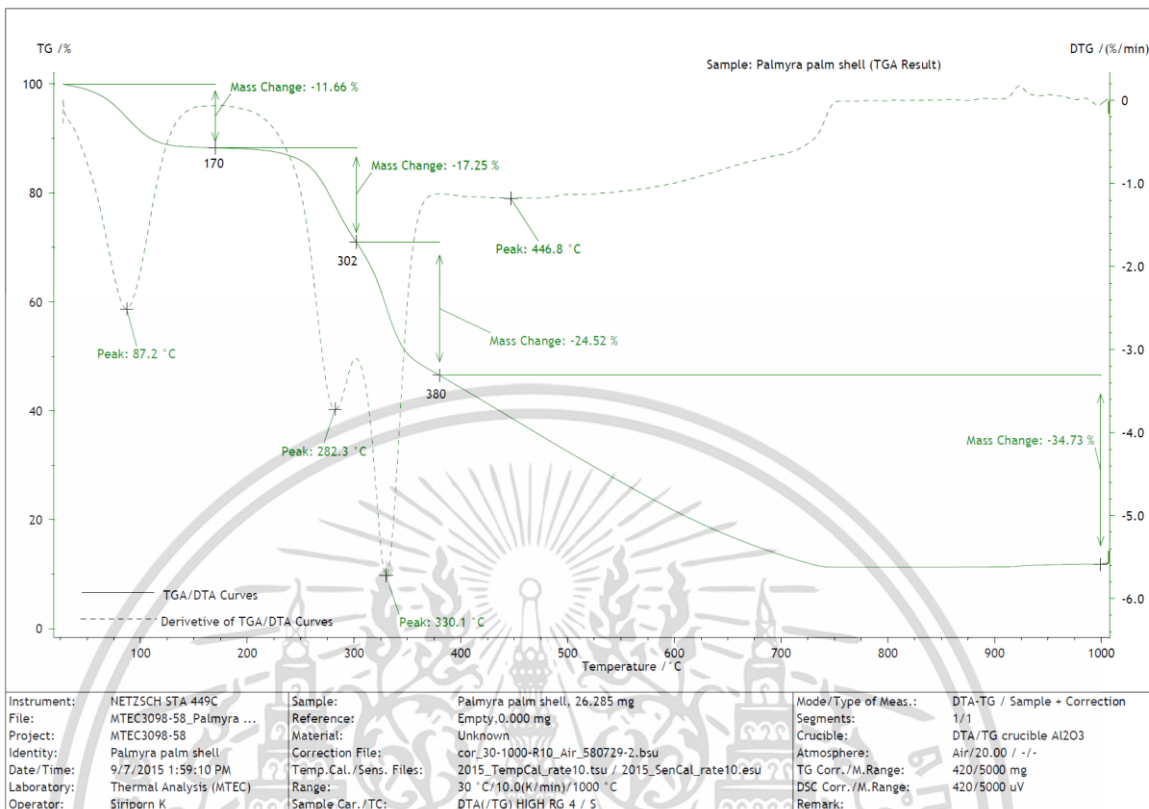 TG /%
DTG /(%/min)
Sample: Palmyra palm shell (TGA Result)
100
Mass Change: -11.66 %
0
170
Mass Change: -17.25 %
80
-1.0
Peak: 446.8 °C
302
-2.0
60
Mass Change: -24.52 %
Peak: 87.2 °C
-3.0
380
40
-4.0
Mass Change: -34.73 %
Peak: 282.3 °C
-5.0
20
TGA/DTA Curves
Derivetive of TGA/DTA Curves
Peak: 330.1 °C
-6.0
0
100 200 300 400 500 600 700 800 900 1000
Temperature / °C
Instrument: NETZSCH STA 449C Sample: Palmyra palm shell, 26.285 mg Mode/Type of Meas.: DTA-TG / Sample + Correction
File: MTEC3098-58_Palmyra ... Reference: Empty,0.000 mg Segments: 1/1
Project: MTEC3098-58 Material: Unknown Crucible: DTA/TG crucible Al2O3
Identity: Palmyra palm shell Correction File: cor_30-1000-R10_Air_580729-2.bsu Atmosphere: Air/20.00 / -/-
Date/Time: 9/7/2015 1:59:10 PM Temp.Cal./Sens. Files: 2015_TempCal_rate10.tsu / 2015_SenCal_rate10.esu TG Corr./M.Range: 420/5000 mg
Laboratory: Thermal Analysis (MTEC) Range: 30 °C/10.0(K/min)/1000 °C DSC Corr./M.Range: 420/5000 uV
Operator: Siriporn K Sample Car./TC: DTA(/TG) HIGH RG 4 / S Remark: